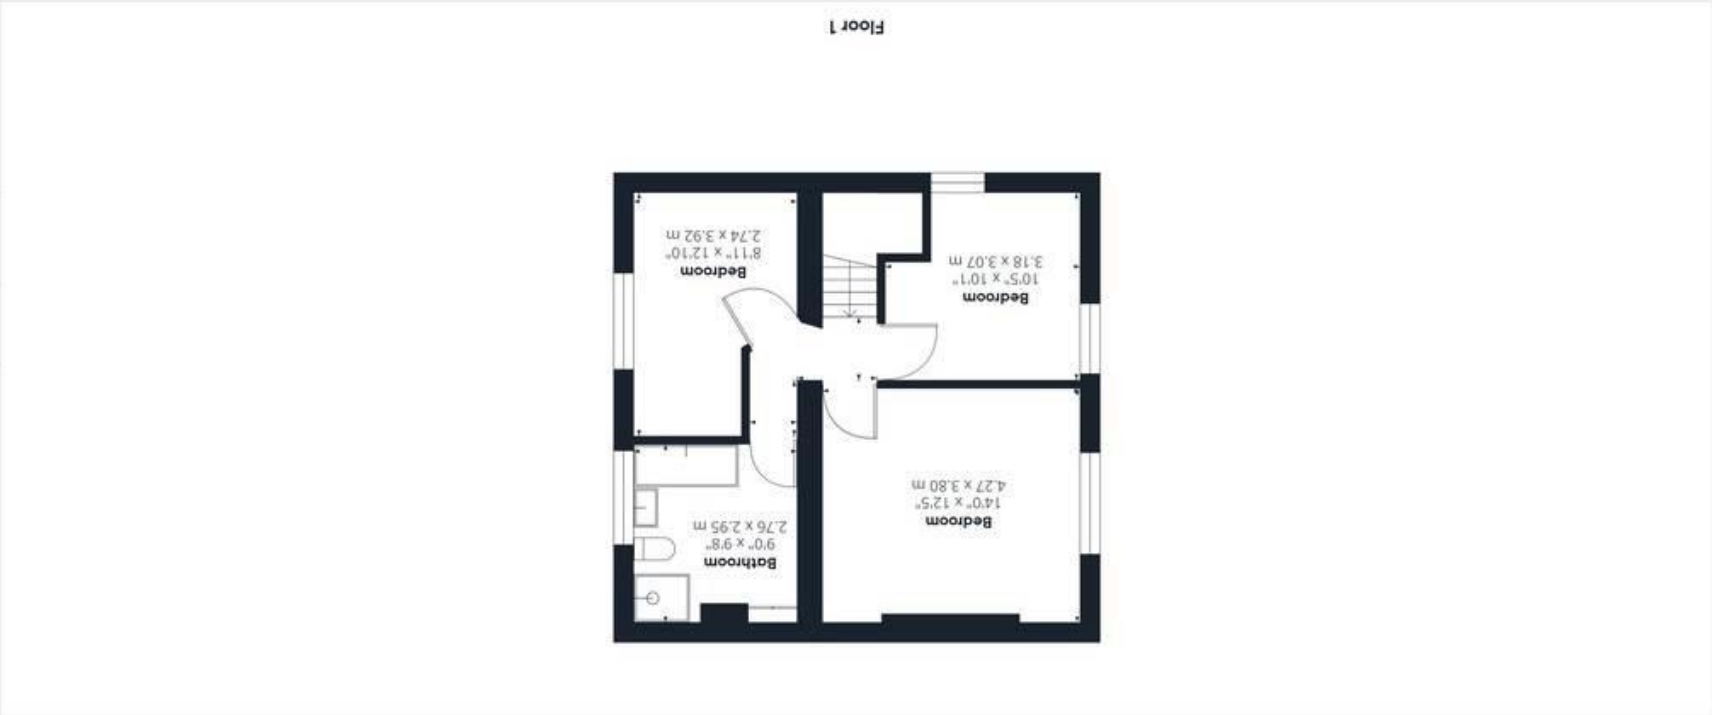 Bathroom
9'0" x 9'8"
2.76 x 2.95 m
Bedroom
14'0" x 12'5"
4.27 x 3.80 m
Bedroom
10'5" x 10'1"
3.18 x 3.07 m
Bedroom
8'11" x 12'10"
2.74 x 3.92 m
Floor 1